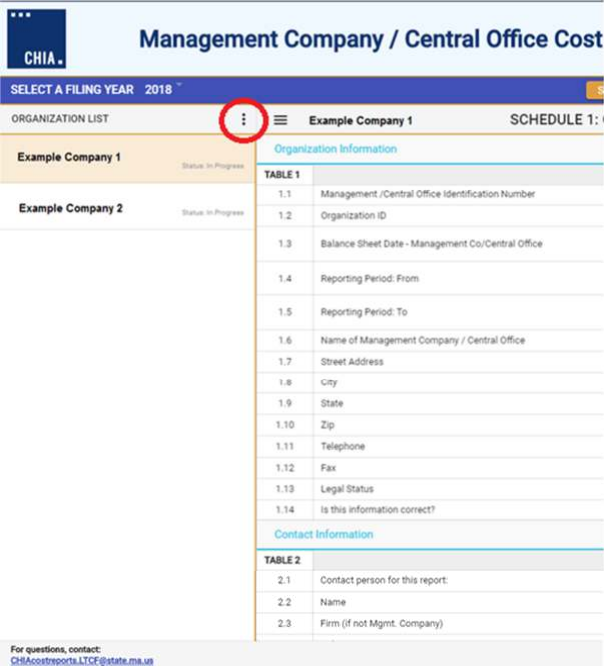 CHIA.
Management Company / Central Office Cost
SELECT A FILING YEAR 2018
S
ORGANIZATION LIST
Example Company 1
Status: In Progress
Example Company 2
Status: In Progress
Example Company 1 SCHEDULE 1:
Organization Information
TABLE 1
1.1 Management /Central Office Identification Number
1.2 Organization ID
1.3 Balance Sheet Date - Management Co/Central Office
1.4 Reporting Period: From
1.5 Reporting Period: To
1.6 Name of Management Company / Central Office
1.7 Street Address
1.8 City
1.9 State
1.10 Zip
1.11 Telephone
1.12 Fax
1.13 Legal Status
1.14 Is this information correct?
Contact Information
TABLE 2
2.1 Contact person for this report:
2.2 Name
2.3 Firm (if not Mgmt. Company)
For questions, contact:
CHIAcostreports.LTCF@state.ma.us